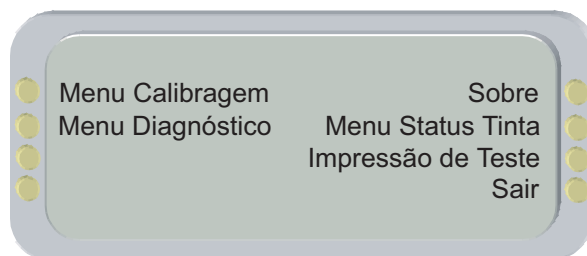 Menu Calibragem Sobre
Menu Diagnóstico Menu Status Tinta
Impressão de Teste
Sair